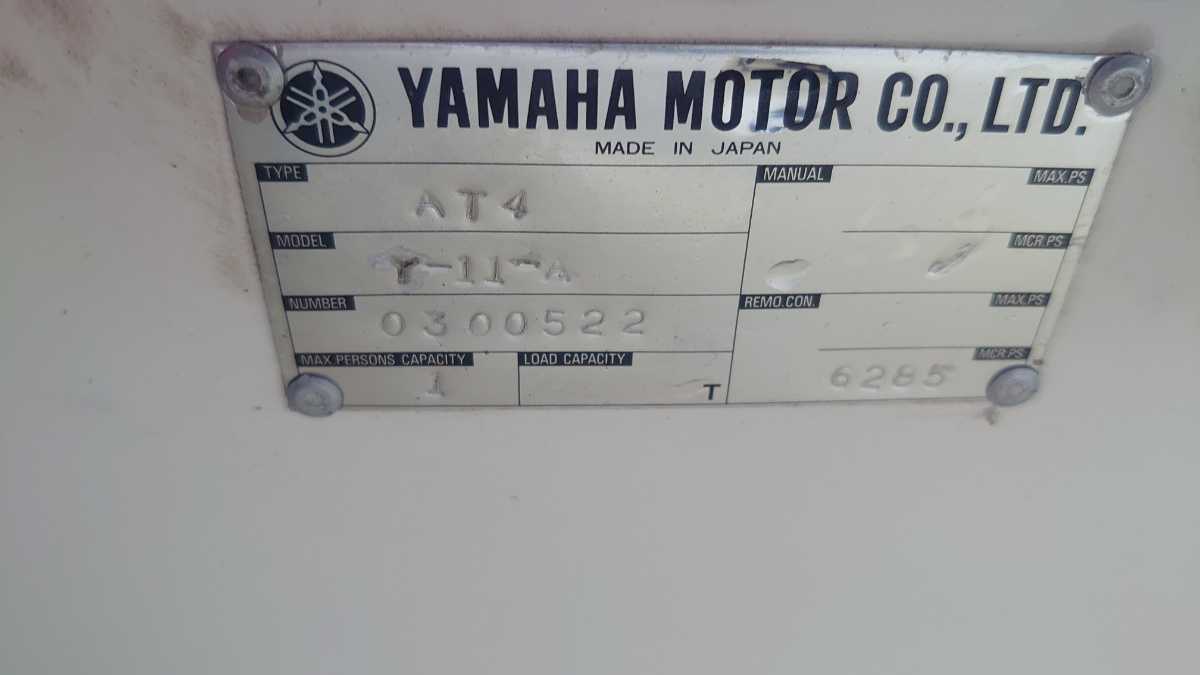 YAMAHA MOTOR CO., LTD.
MADE IN JAPAN
TYPE
AT4
MANUAL
MAX.PS
MODEL
Y-11-A
MCR.PS
NUMBER
0300522
REMO.CON.
MAX.PS
MAX.PERSONS CAPACITY
1
LOAD CAPACITY
T
MCR.PS
6285